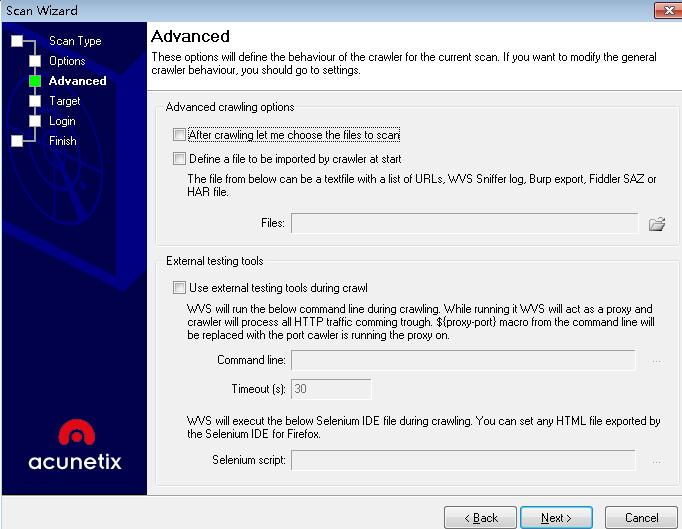 Scan Wizard
Scan Type
Options
Advanced
Target
Login
Finish
acunetix
Advanced
These options will define the behaviour of the crawler for the current scan. If you want to modify the general
crawler behaviour, you should go to settings.
Advanced crawling options
After crawling let me choose the files to scan
Define a file to be imported by crawler at start
The file from below can be a textfile with a list of URLs, WVS Sniffer log, Burp export, Fiddler SAZ or
HAR file.
Files:
External testing tools
Use external testing tools during crawl
WVS will run the below command line during crawling. While running it WVS will act as a proxy and
crawler will process all HTTP traffic comming trough. ${proxy-port} macro from the command line will
be replaced with the port cawler is running the proxy on.
Command line:
...
Timeout (s): 30
WVS will execute the below Selenium IDE file during crawling. You can set any HTML file exported by
the Selenium IDE for Firefox.
Selenium script:
...
< Back
Next >
Cancel